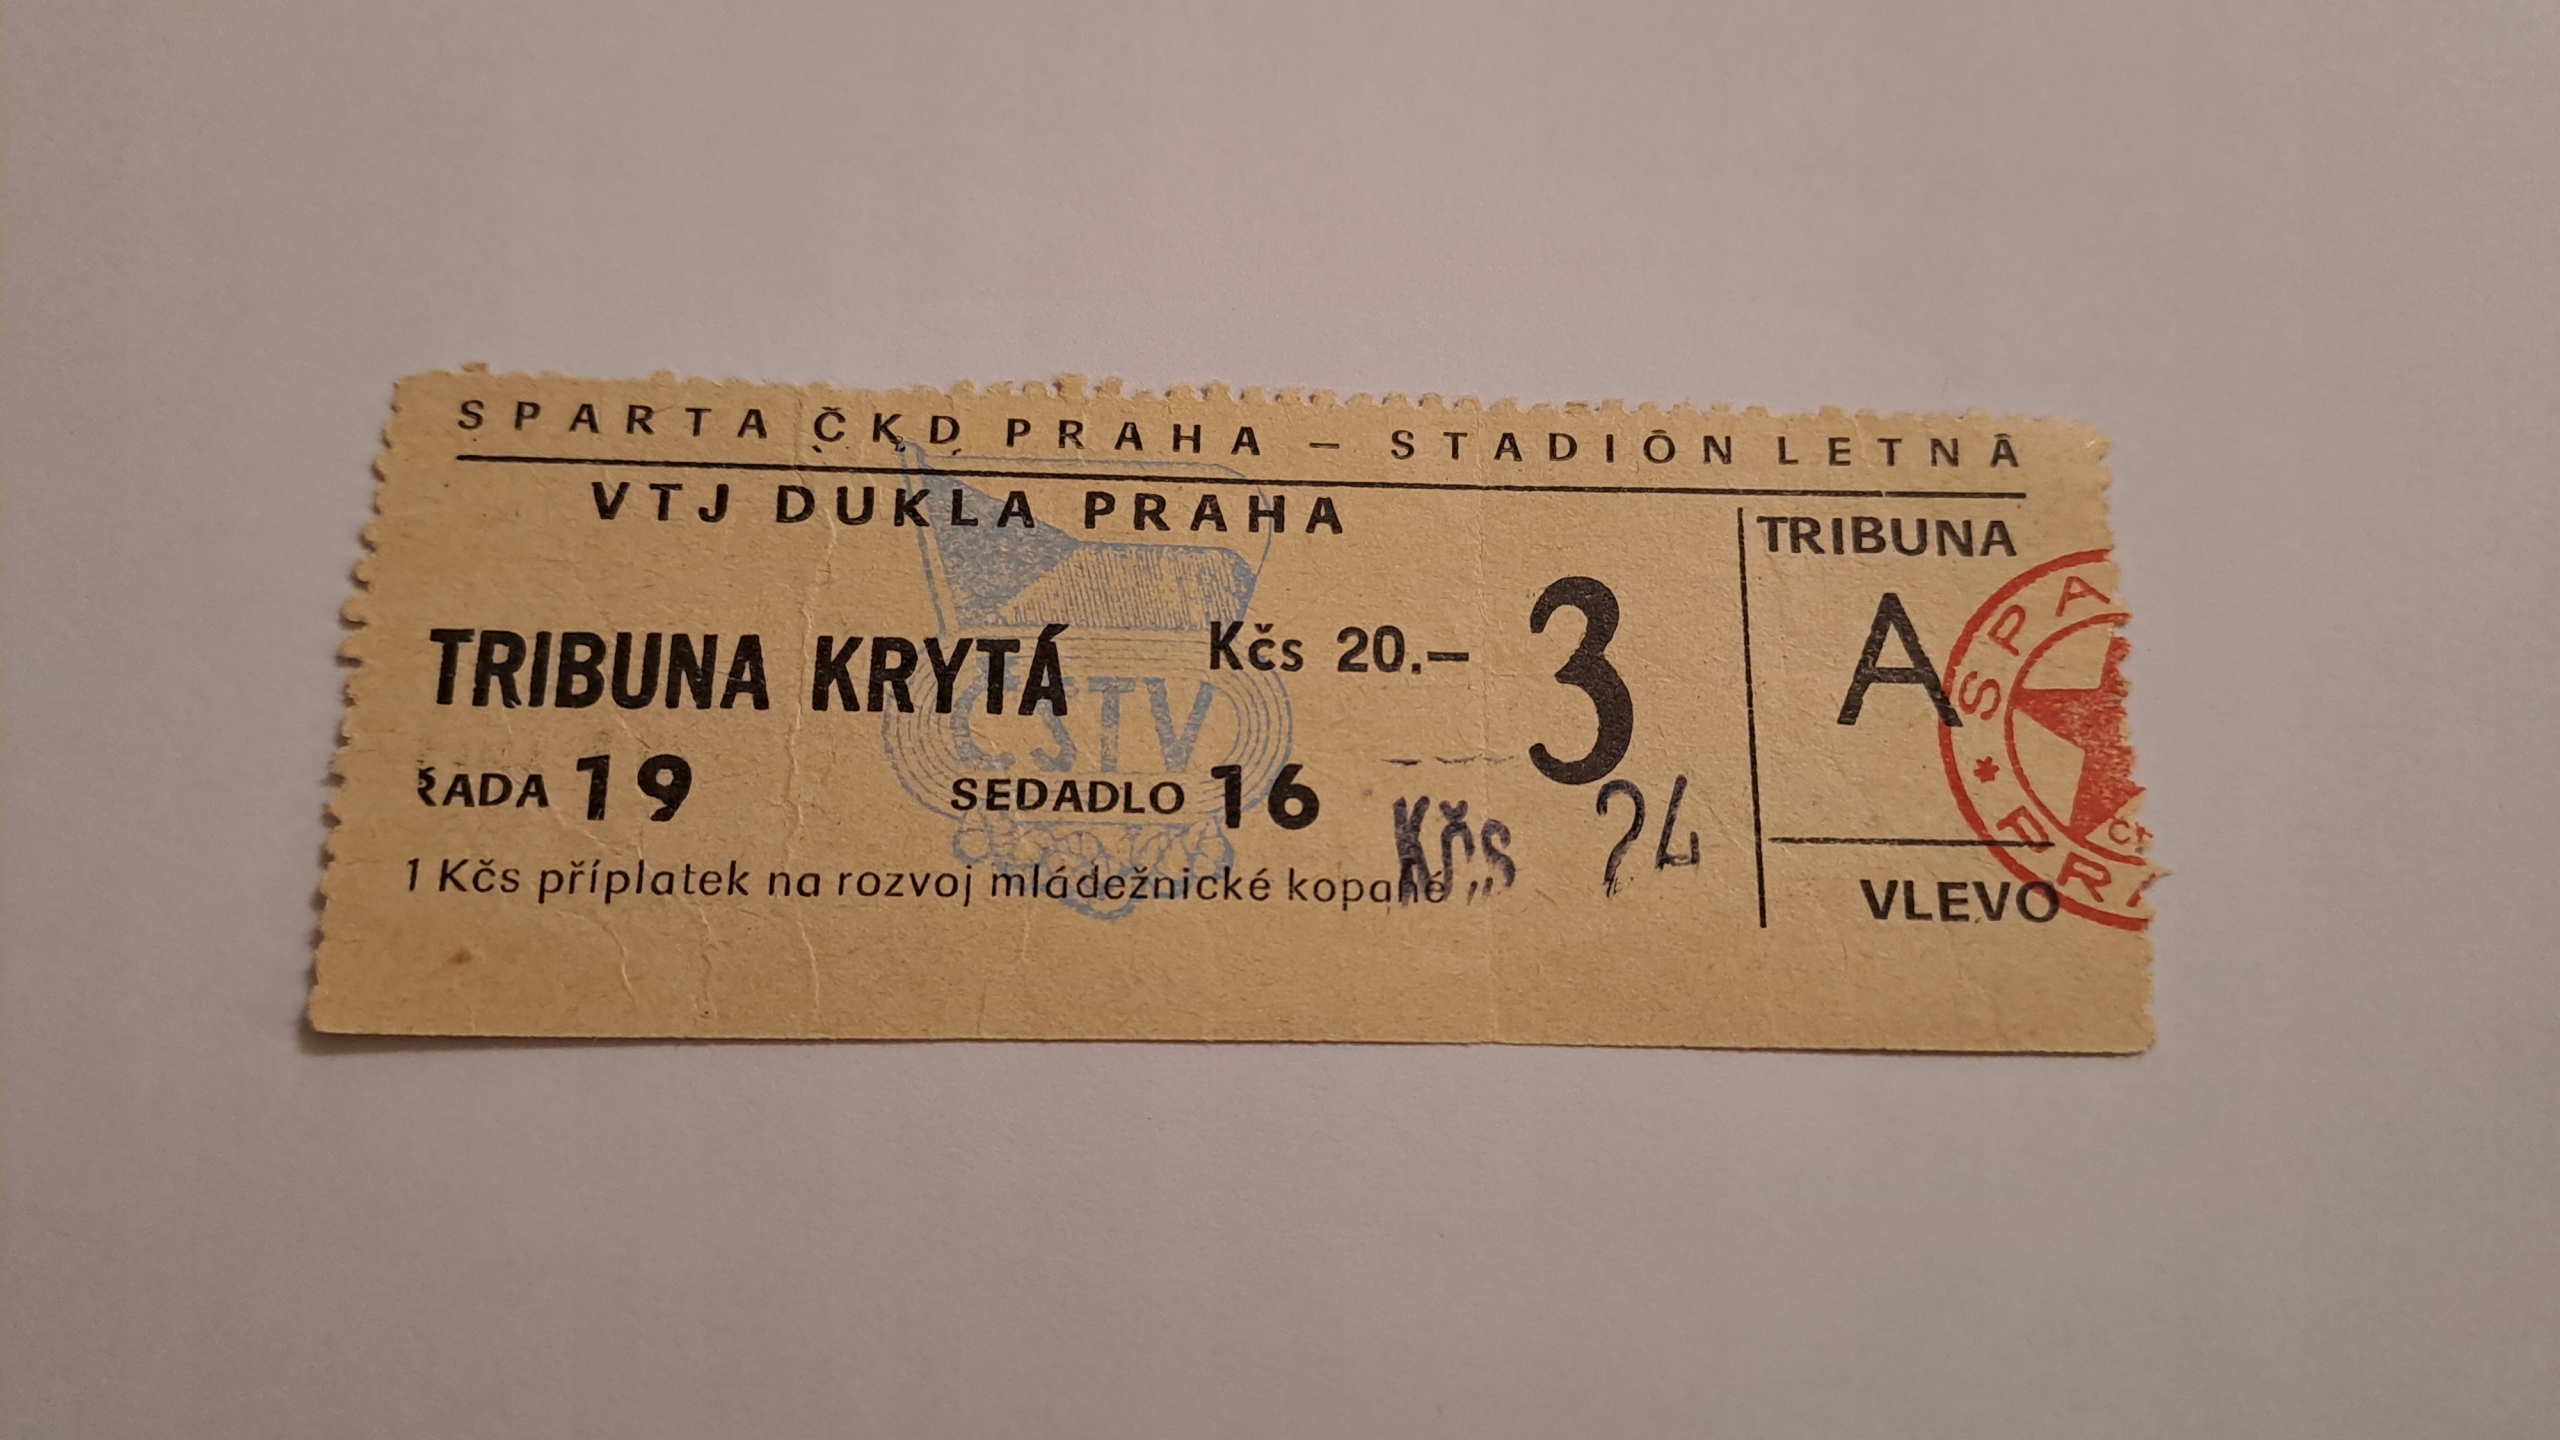 SPARTA ČKD PRAHA – STADIÓN LETNÁ
VTJ DUKLA PRAHA
TRIBUNA KRYTÁ
Kčs 20.–
3
ŘADA 19
SEDADLO 16
Kčs 24
1 Kčs příplatek na rozvoj mládežnické kopané
ČSTV
TRIBUNA
A
VLEVO